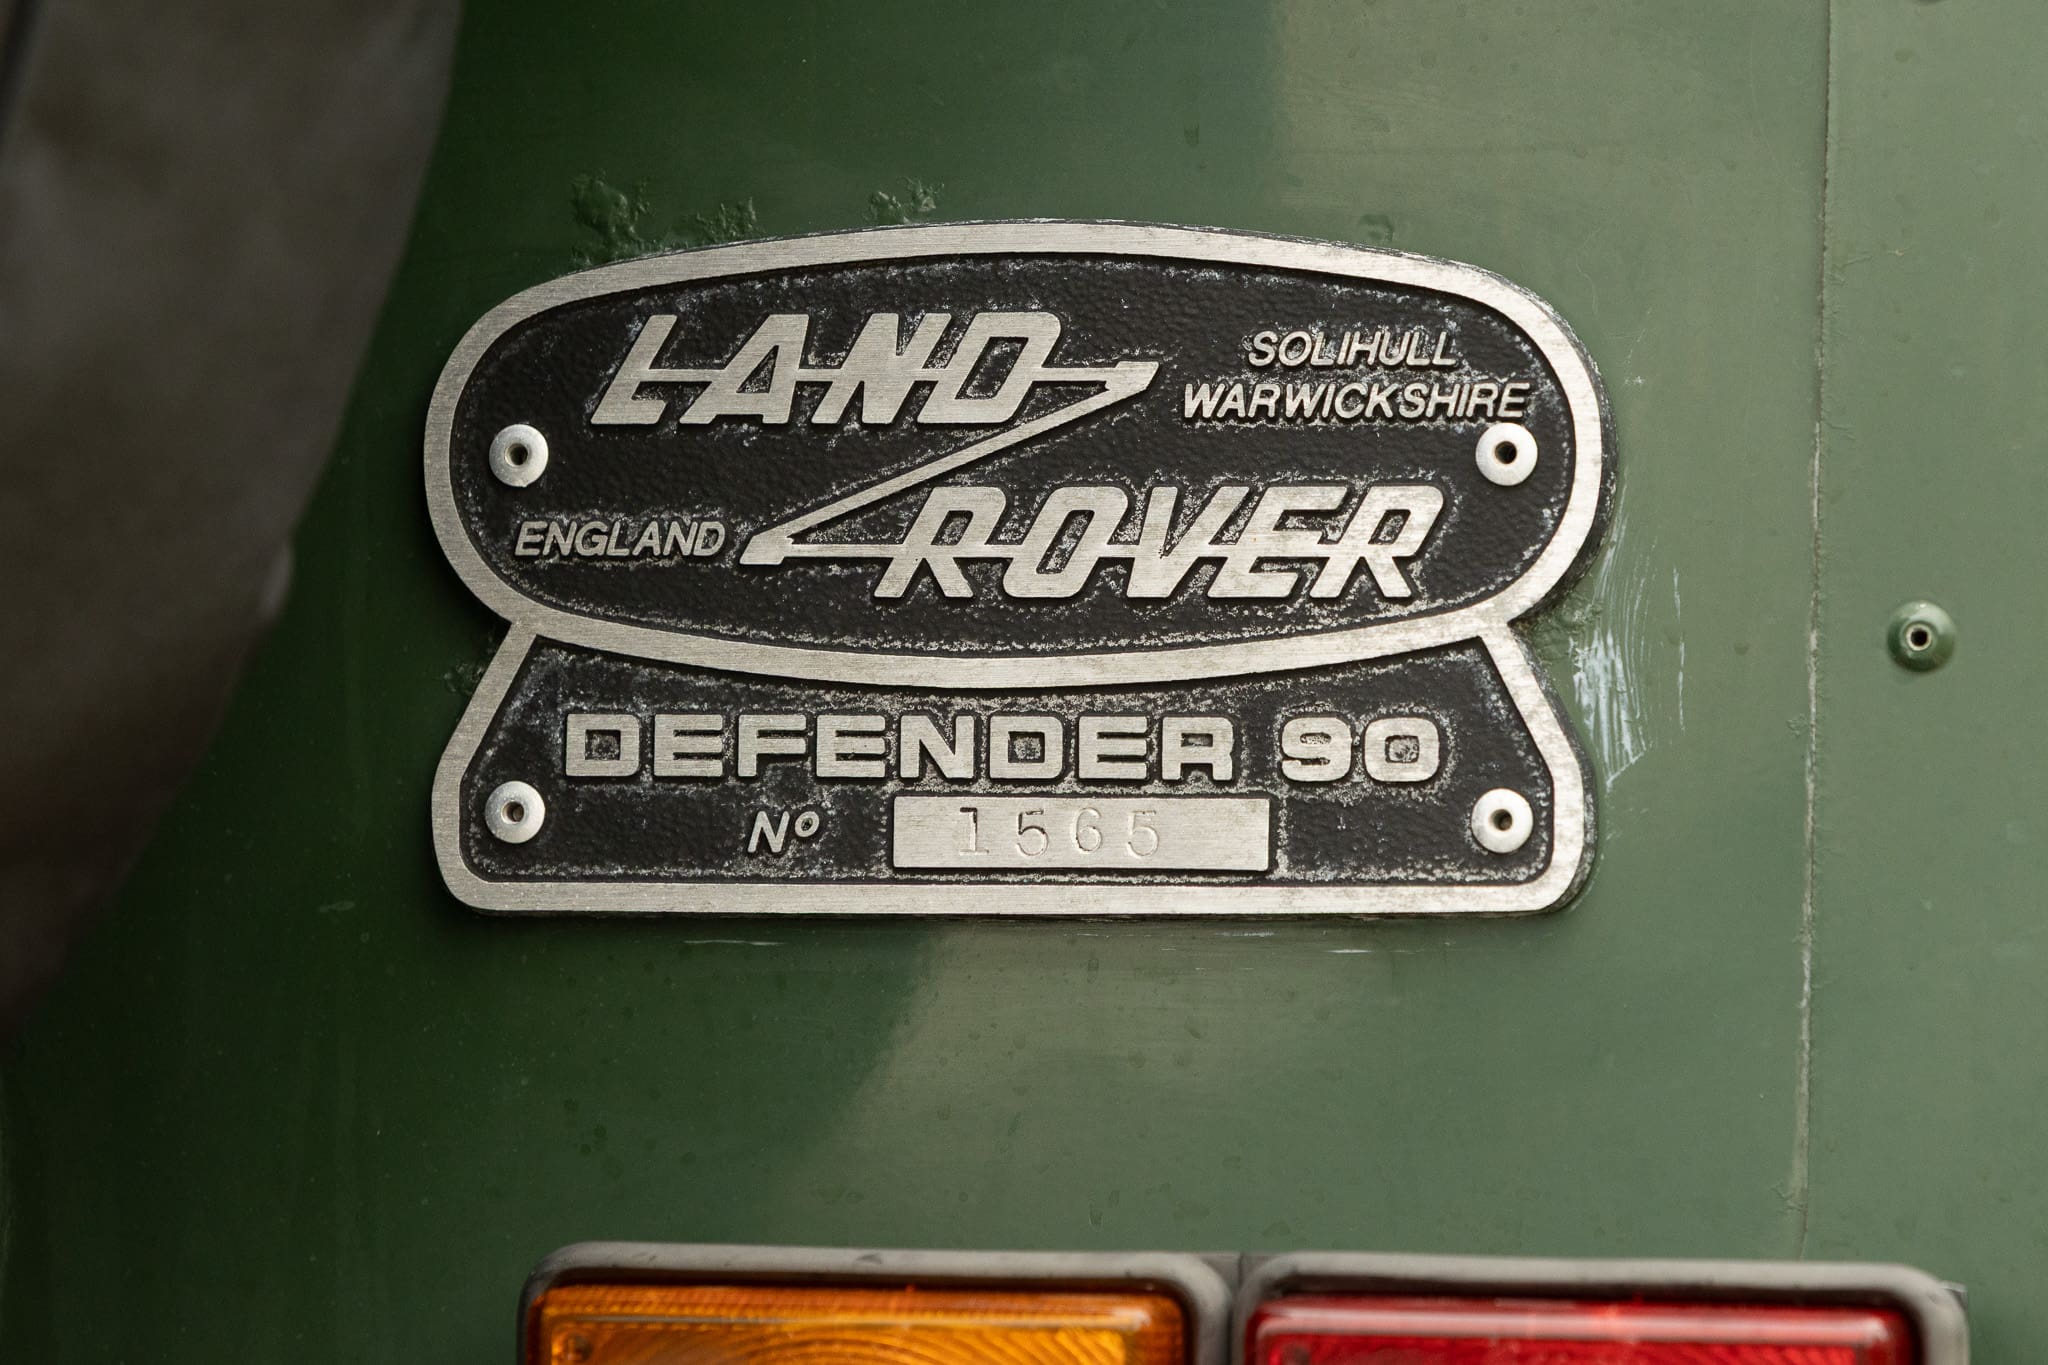 LAND
SOLIHULL
WARWICKSHIRE
ENGLAND
ROVER
DEFENDER 90
Nº 1565